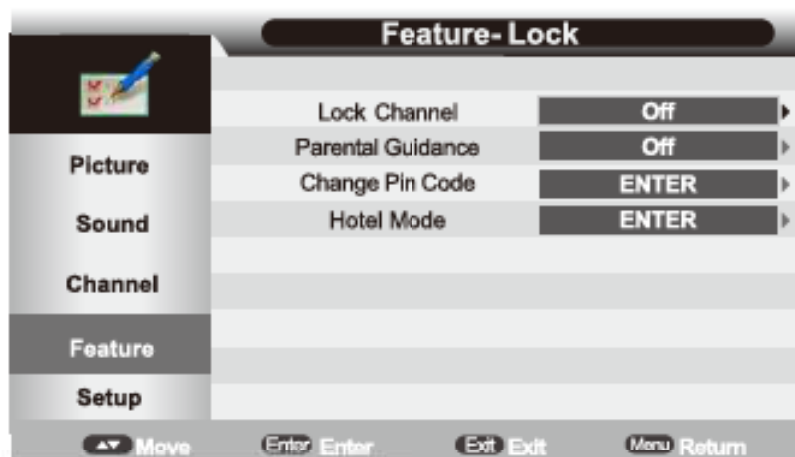 Feature- Lock
Lock Channel Off
Parental Guidance Off
Change Pin Code ENTER
Hotel Mode ENTER
Picture
Sound
Channel
Feature
Setup
Move Enter Enter Exit Exit Menu Return